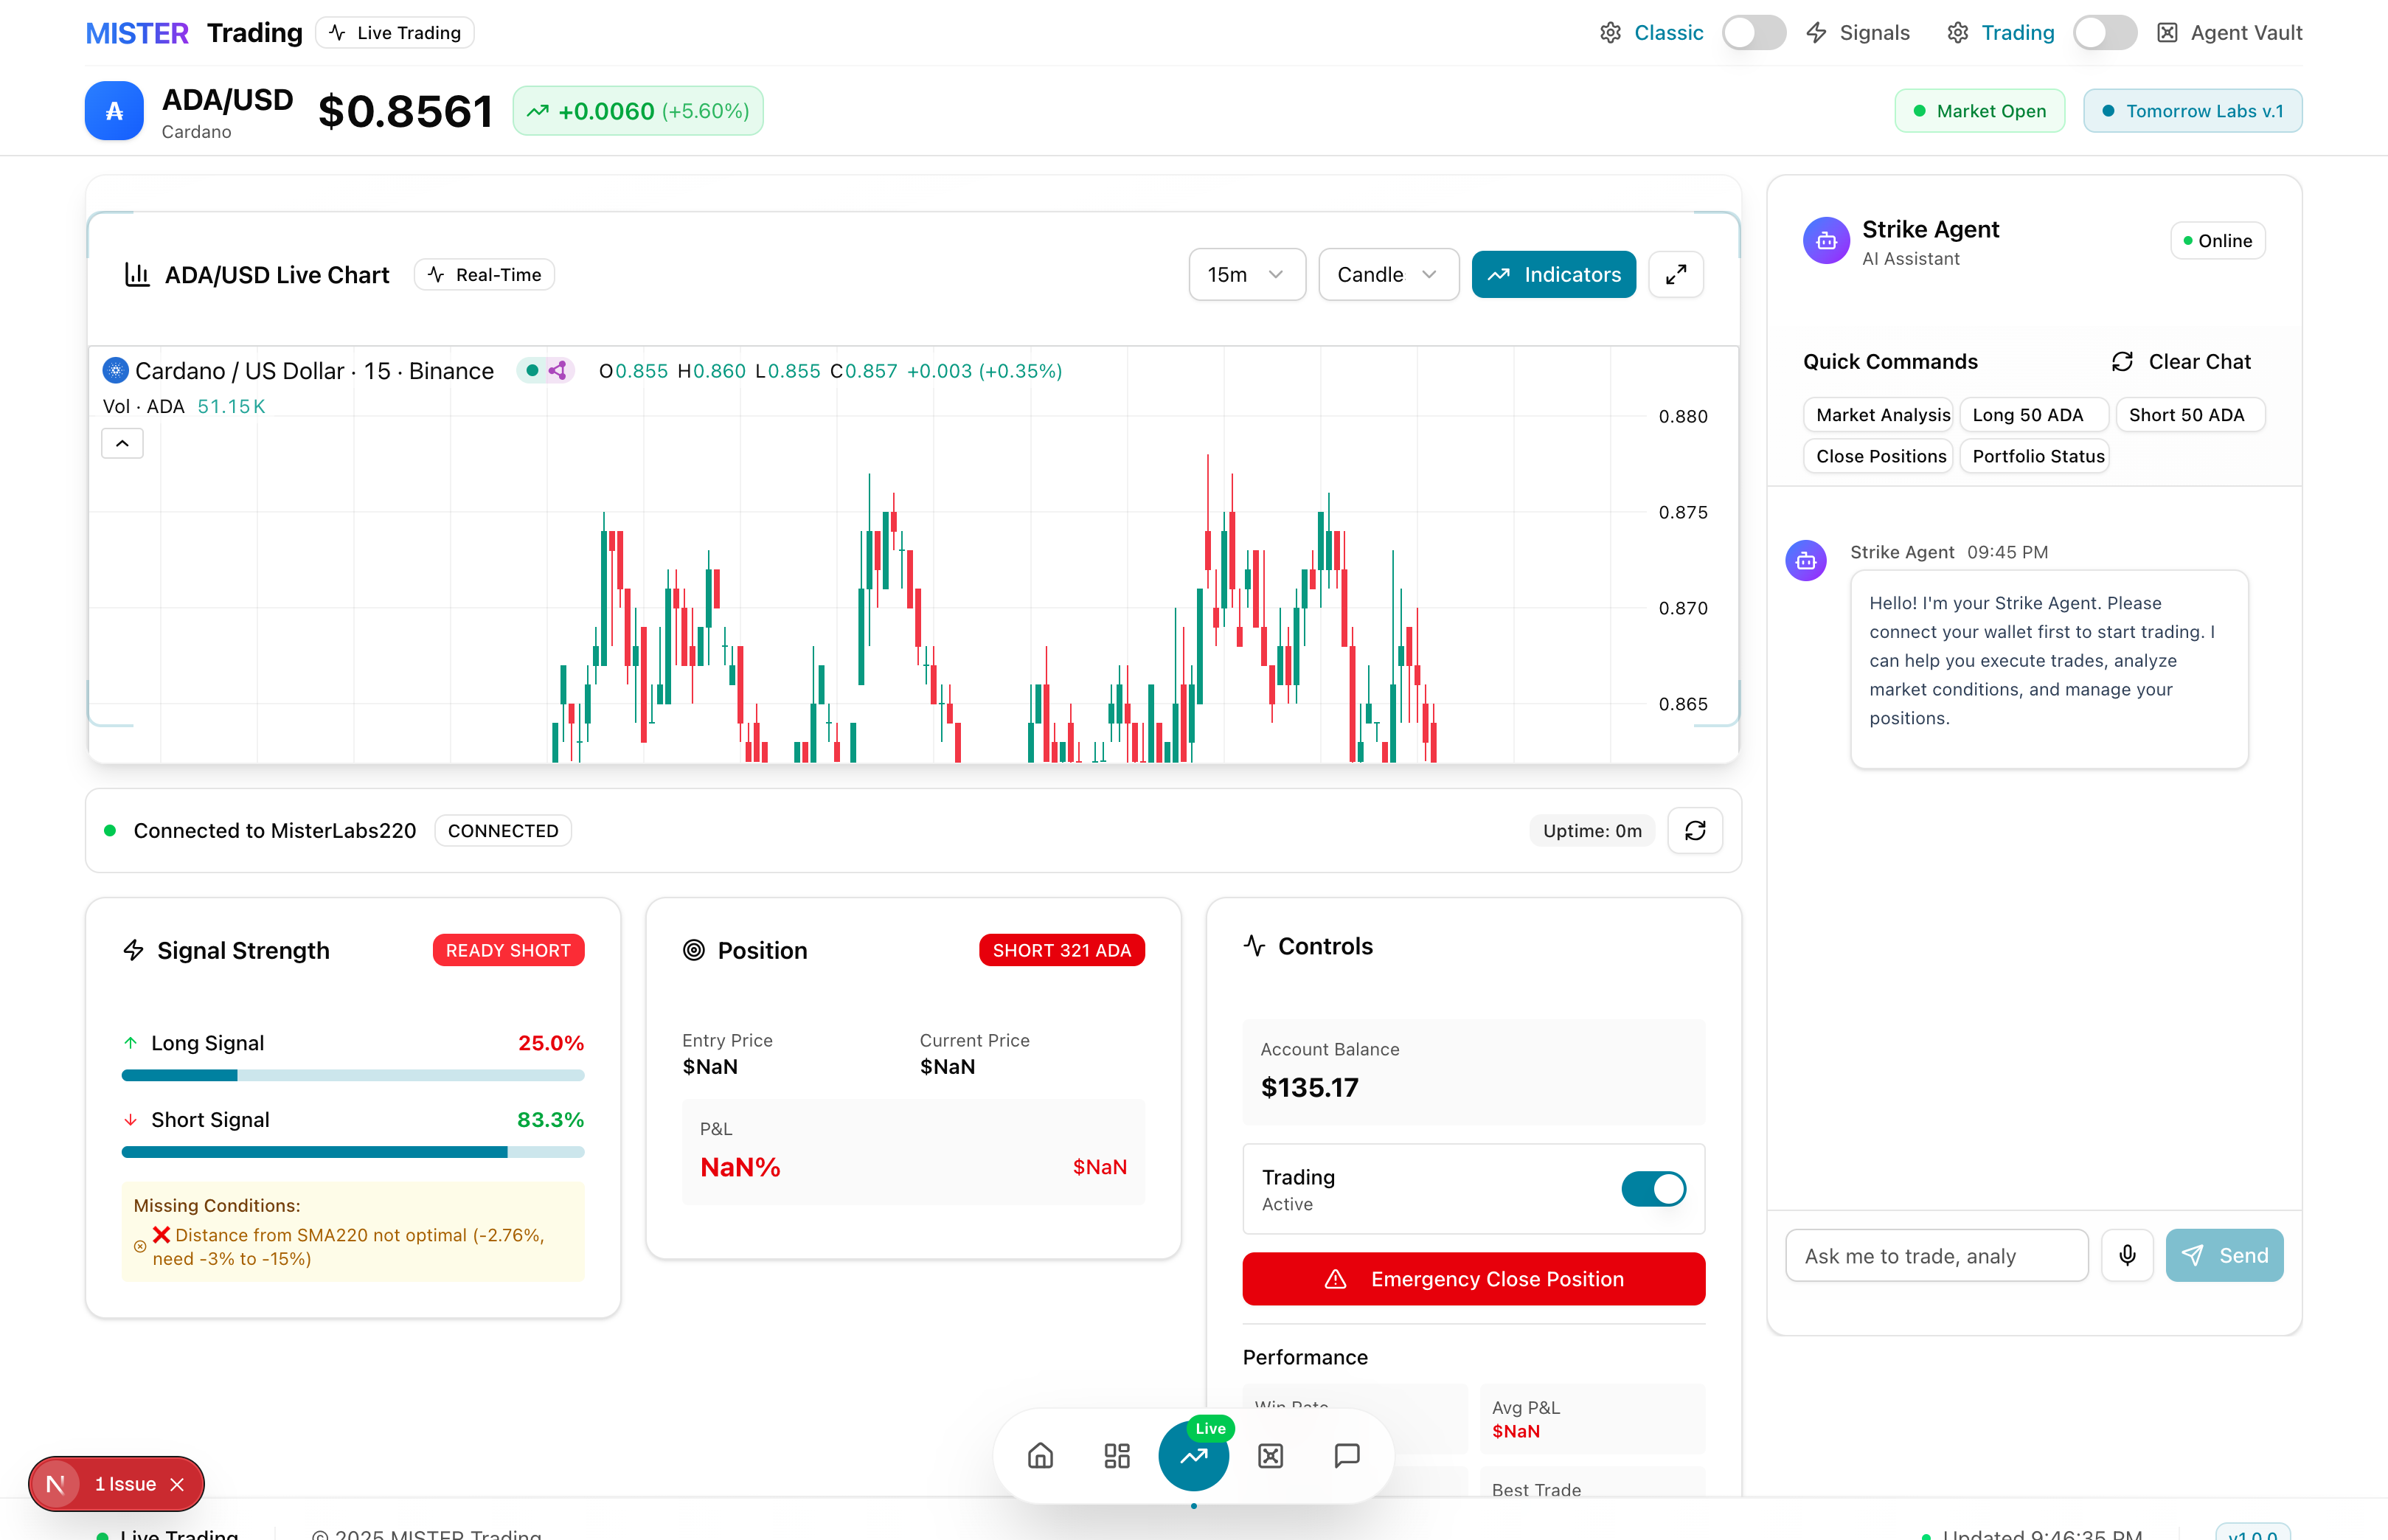 MISTER Trading Live Trading Classic Signals Trading Agent Vault
₳ ADA/USD $0.8561 +0.0060 (+5.60%) Market Open Tomorrow Labs v.1
Cardano
ADA/USD Live Chart Real-Time 15m Candle Indicators
Cardano / US Dollar · 15 · Binance O0.855 H0.860 L0.855 C0.857 +0.003 (+0.35%)
Vol · ADA 51.15K
0.880
0.875
0.870
0.865
Connected to MisterLabs220 CONNECTED Uptime: 0m
Signal Strength READY SHORT
Long Signal 25.0%
Short Signal 83.3%
Missing Conditions:
❌ Distance from SMA220 not optimal (-2.76%,
need -3% to -15%)
Position SHORT 321 ADA
Entry Price Current Price
$NaN $NaN
P&L
NaN% $NaN
Controls
Account Balance
$135.17
Trading
Active
Emergency Close Position
Performance
Win Rate Avg P&L
$NaN
Best Trade
Strike Agent Online
AI Assistant
Quick Commands Clear Chat
Market Analysis Long 50 ADA Short 50 ADA
Close Positions Portfolio Status
Strike Agent 09:45 PM
Hello! I'm your Strike Agent. Please
connect your wallet first to start trading. I
can help you execute trades, analyze
market conditions, and manage your
positions.
Ask me to trade, analy Send
Live
N 1 Issue
Live Trading © 2025 MISTER Trading Updated 9:46:35 PM v1.0.0